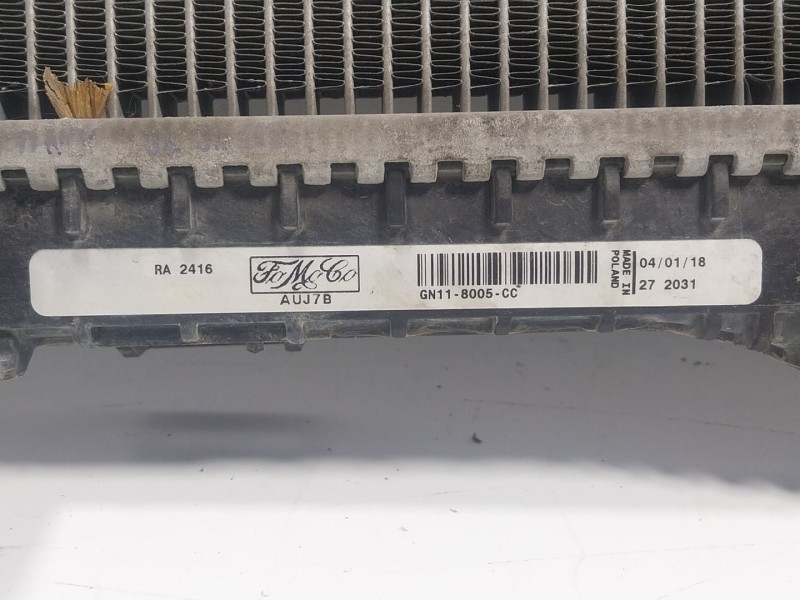 RA 2416
FoMoCo
AUJ7B
GN11-8005-CC
MADE IN
POLAND
04/01/18
27 2031